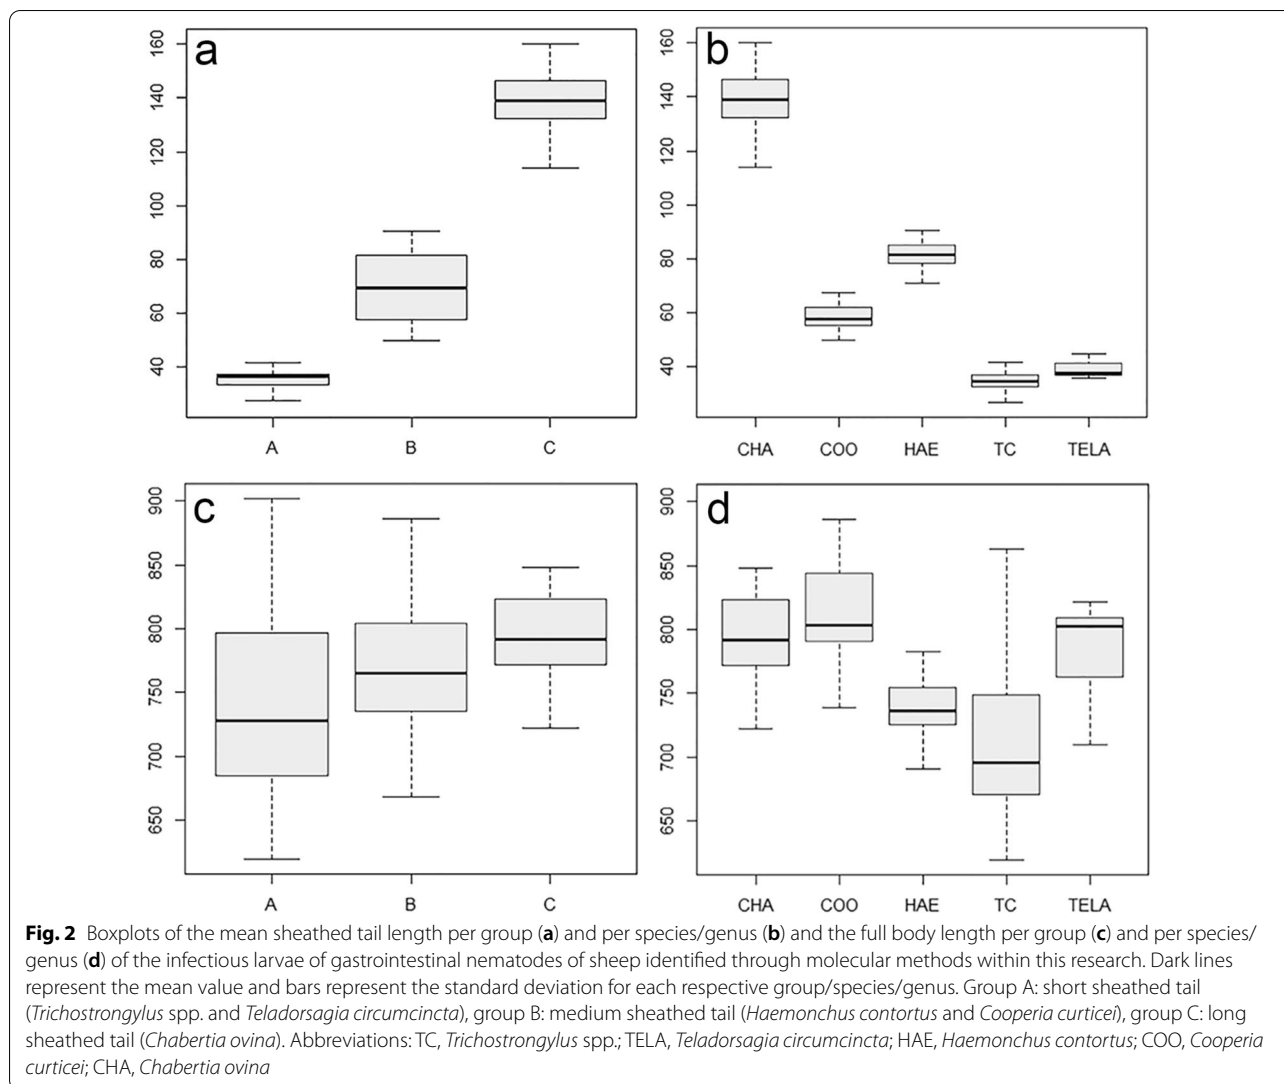 a
160
140
120
100
80
60
40
A B C
b
160
140
120
100
80
60
40
CHA COO HAE TC TELA
c
900
850
800
750
700
650
A B C
d
900
850
800
750
700
650
CHA COO HAE TC TELA
Fig. 2 Boxplots of the mean sheathed tail length per group (a) and per species/genus (b) and the full body length per group (c) and per species/
genus (d) of the infectious larvae of gastrointestinal nematodes of sheep identified through molecular methods within this research. Dark lines
represent the mean value and bars represent the standard deviation for each respective group/species/genus. Group A: short sheathed tail
(Trichostrongylus spp. and Teladorsagia circumcincta), group B: medium sheathed tail (Haemonchus contortus and Cooperia curticei), group C: long
sheathed tail (Chabertia ovina). Abbreviations: TC, Trichostrongylus spp.; TELA, Teladorsagia circumcincta; HAE, Haemonchus contortus; COO, Cooperia
curticei; CHA, Chabertia ovina